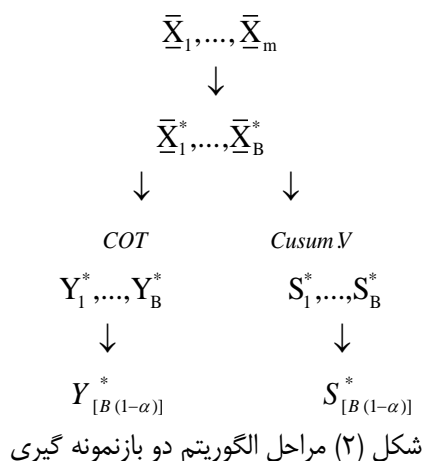 X̲̅₁,...,X̲̅ₘ
↓
X̲̅₁*,...,X̲̅_B*
↓ ↓
COT Cusum.V
Y₁*,...,Y_B* S₁*,...,S_B*
↓ ↓
Y*_[B(1−α)] S*_[B(1−α)]
شکل (۲) مراحل الگوریتم دو بازنمونه گیری